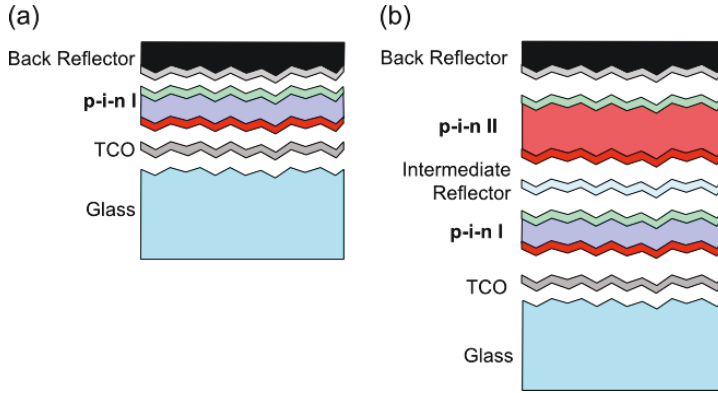 (a)
Back Reflector
p-i-n I
TCO
Glass
(b)
Back Reflector
p-i-n II
Intermediate
Reflector
p-i-n I
TCO
Glass